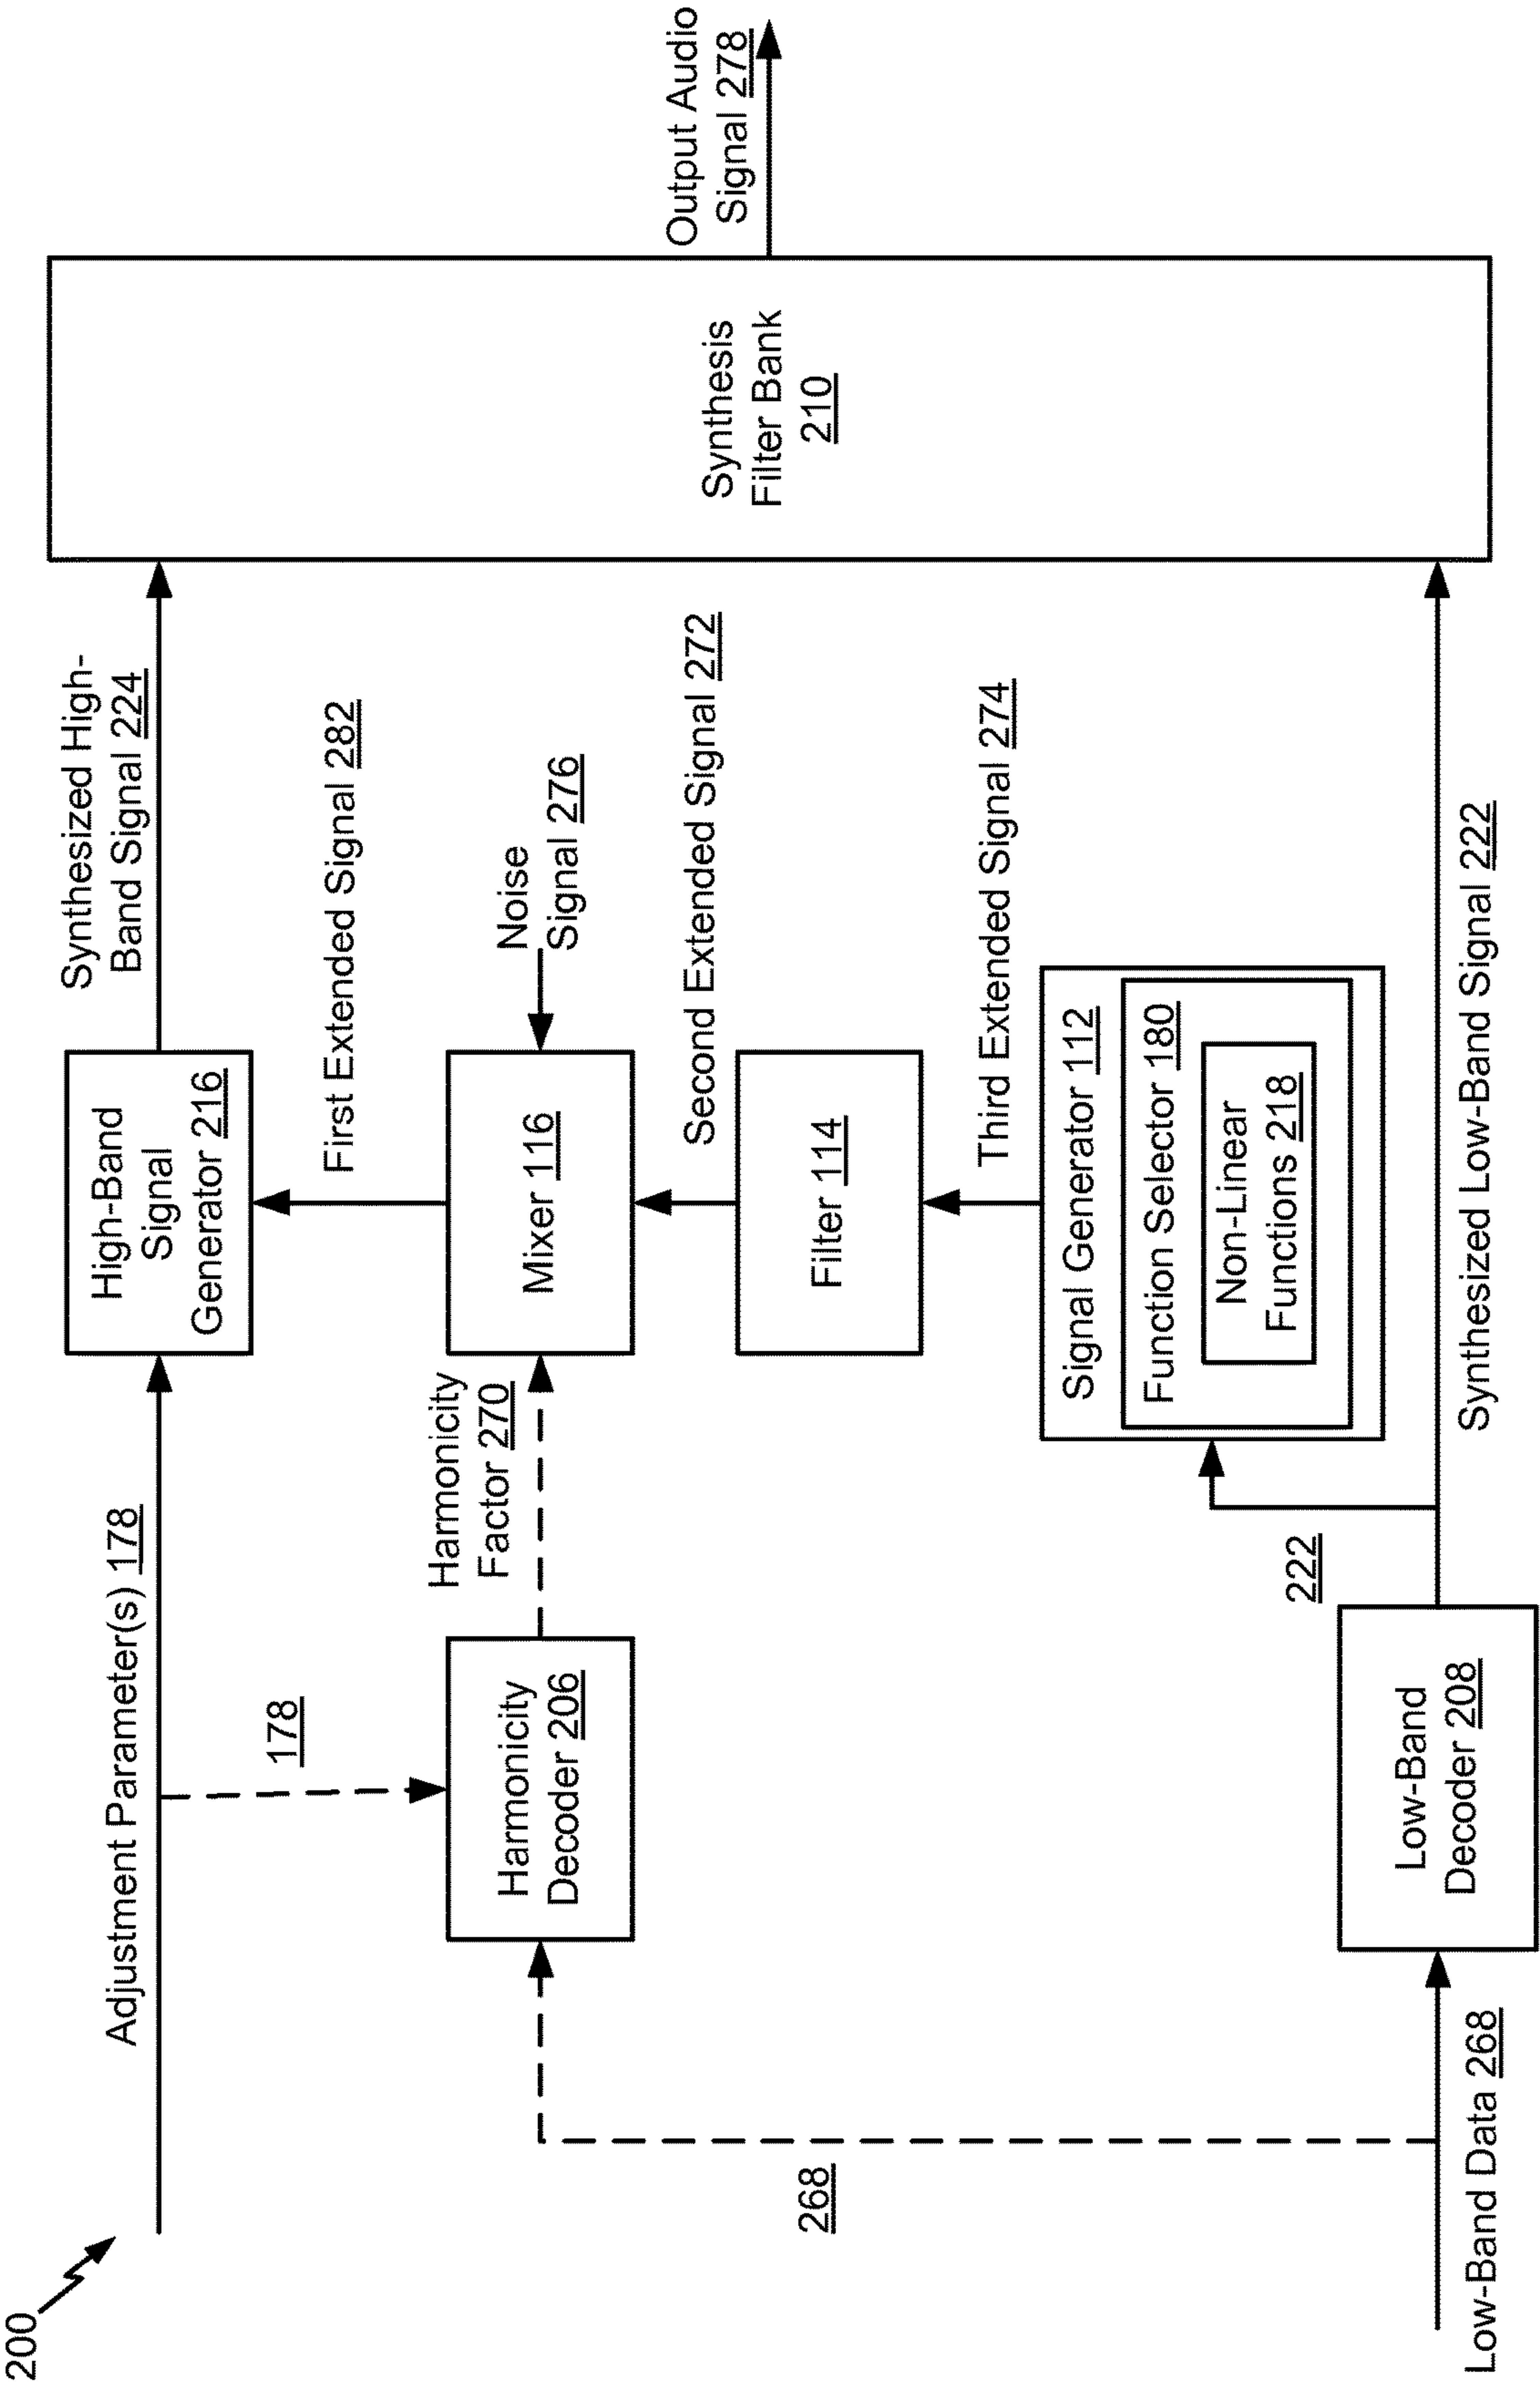 200
Adjustment Parameter(s) 178
178
Synthesized High-
Band Signal 224
High-Band
Signal
Generator 216
First Extended Signal 282
Harmonicity
Decoder 206
Harmonicity
Factor 270
Mixer 116
Noise
Signal 276
Second Extended Signal 272
Filter 114
Third Extended Signal 274
268
Signal Generator 112
Function Selector 180
Non-Linear
Functions 218
222
Low-Band Data 268
Low-Band
Decoder 208
Synthesized Low-Band Signal 222
Synthesis
Filter Bank
210
Output Audio
Signal 278